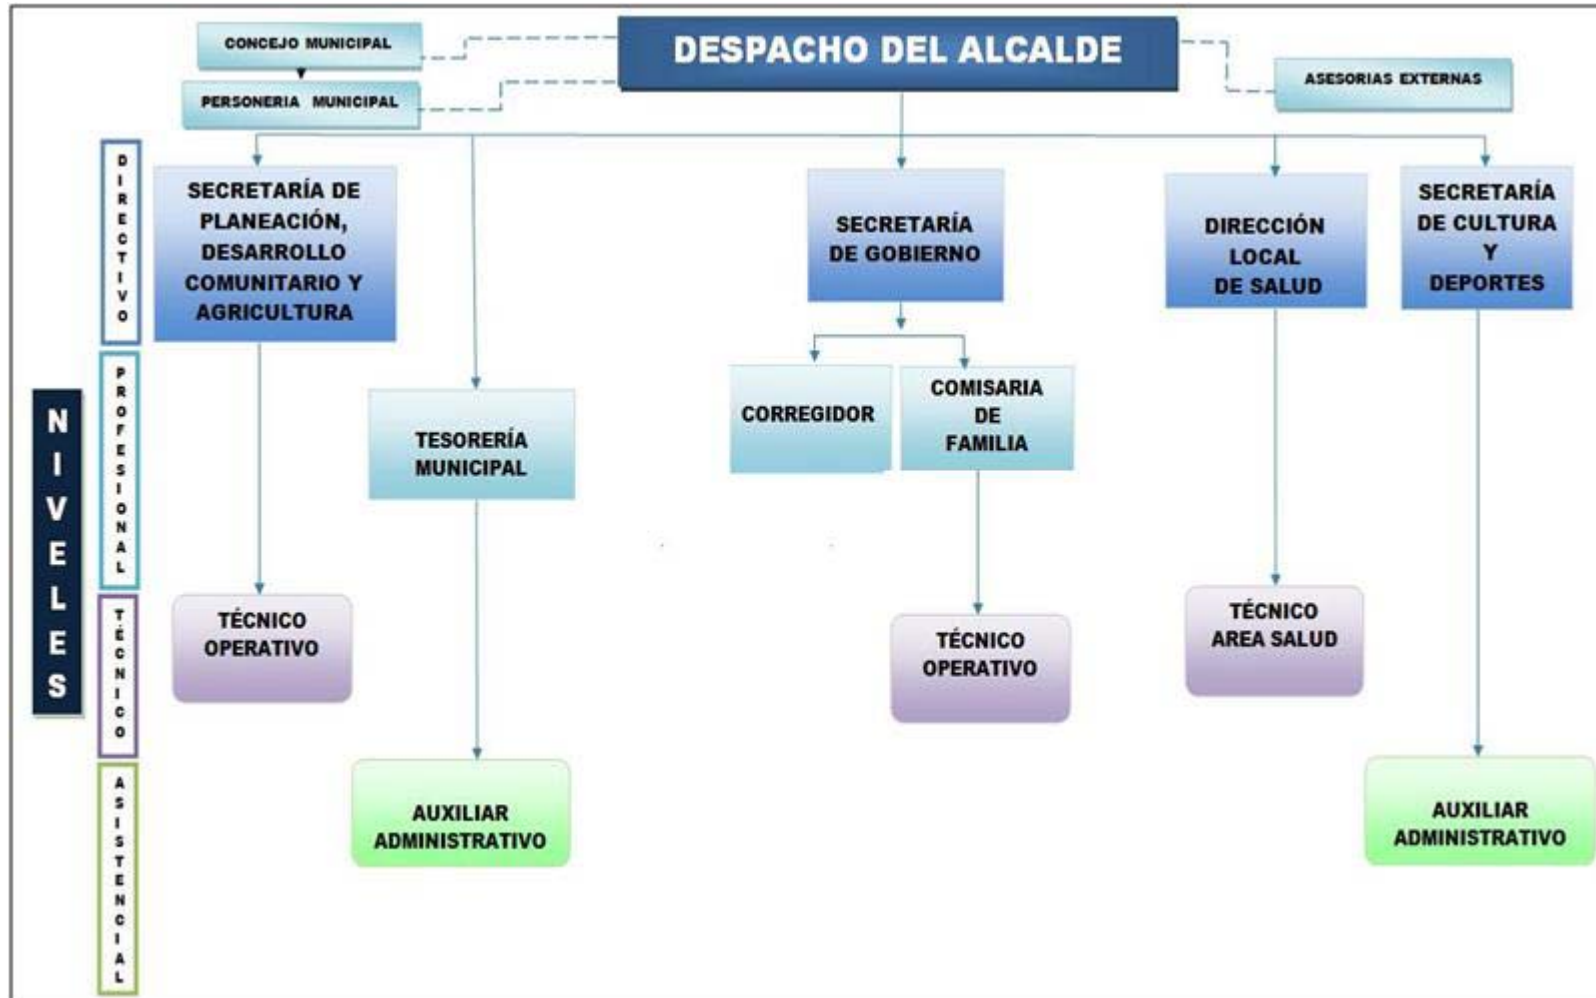 DESPACHO DEL ALCALDE
CONCEJO MUNICIPAL
PERSONERIA MUNICIPAL
ASESORIAS EXTERNAS
NIVELES
DIRECTIVO
SECRETARÍA DE
PLANEACIÓN,
DESARROLLO
COMUNITARIO Y
AGRICULTURA
SECRETARÍA
DE GOBIERNO
DIRECCIÓN
LOCAL
DE SALUD
SECRETARÍA
DE CULTURA
Y
DEPORTES
PROFESIONAL
TESORERÍA
MUNICIPAL
CORREGIDOR
COMISARIA
DE
FAMILIA
TÉCNICO
TÉCNICO
OPERATIVO
TÉCNICO
OPERATIVO
TÉCNICO
AREA SALUD
ASISTENCIAL
AUXILIAR
ADMINISTRATIVO
AUXILIAR
ADMINISTRATIVO